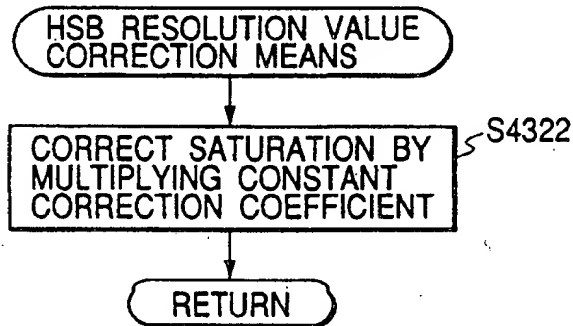 HSB RESOLUTION VALUE
CORRECTION MEANS
CORRECT SATURATION BY
MULTIPLYING CONSTANT
CORRECTION COEFFICIENT
S4322
RETURN